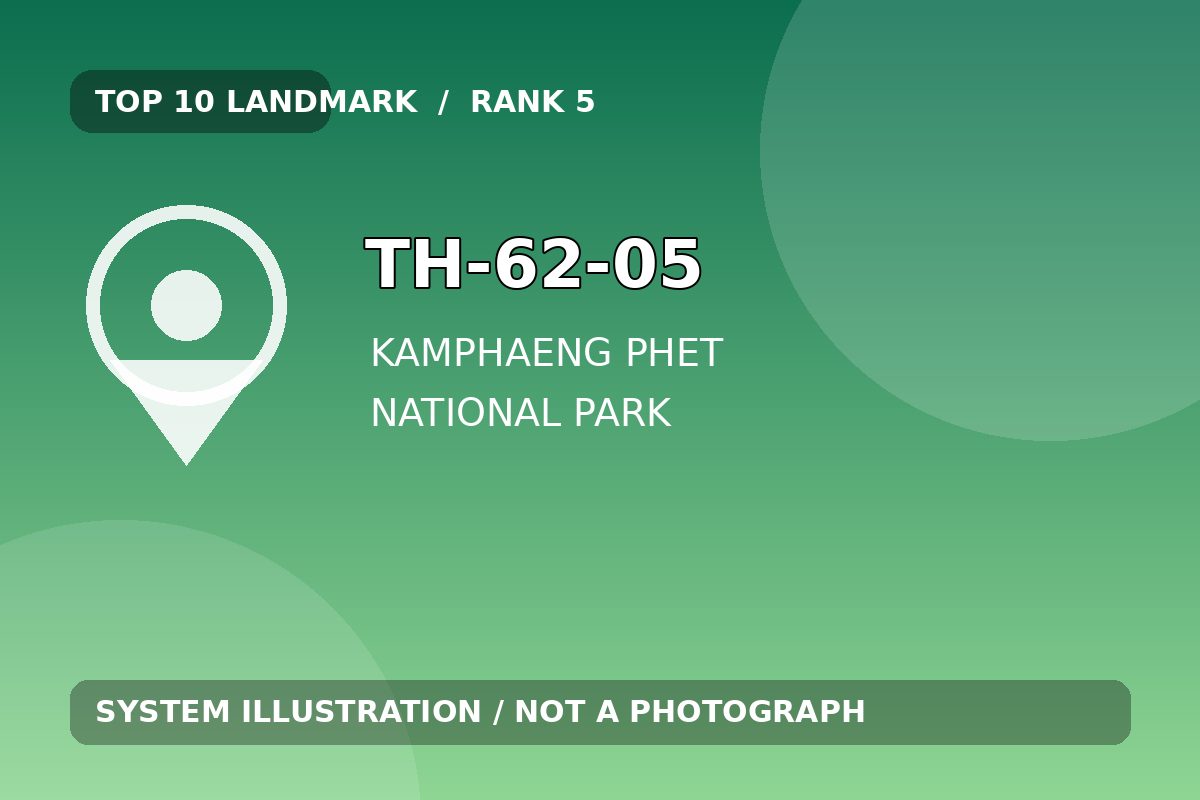 TOP 10 LANDMARK / RANK 5
TH-62-05
KAMPHAENG PHET
NATIONAL PARK
SYSTEM ILLUSTRATION / NOT A PHOTOGRAPH